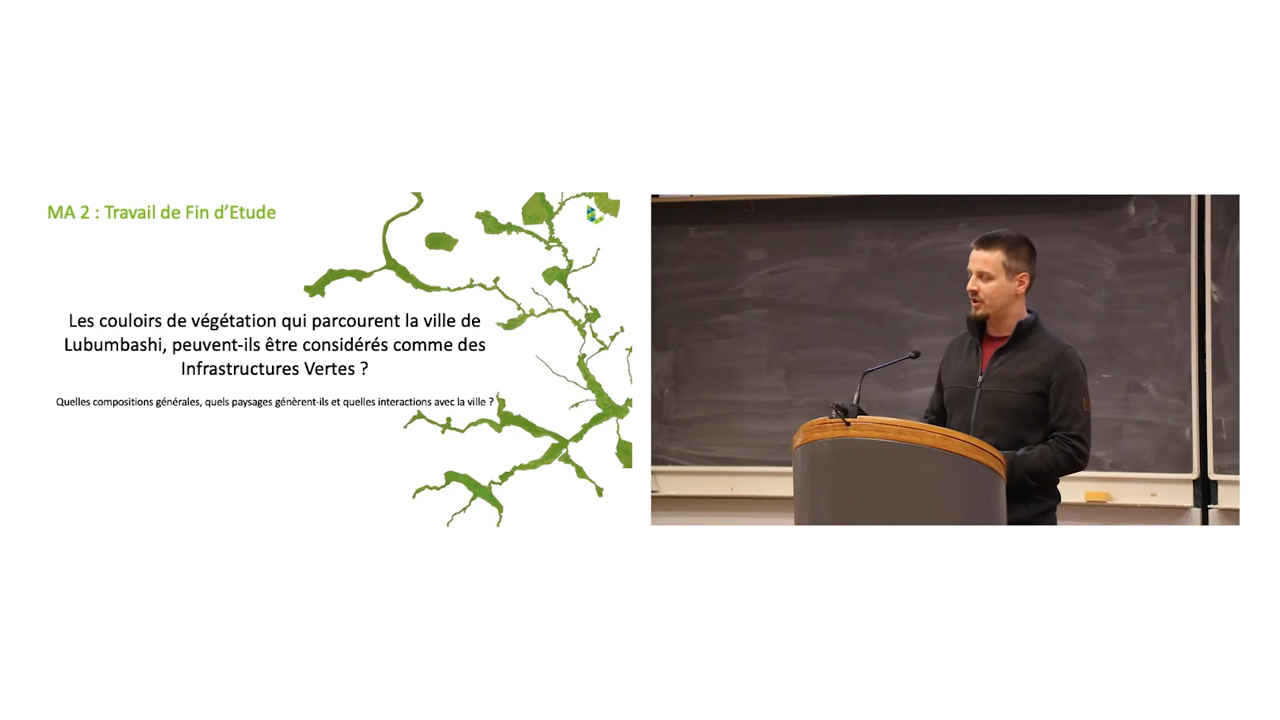 MA 2 : Travail de Fin d'Etude
Les couloirs de végétation qui parcourent la ville de
Lubumbashi, peuvent-ils être considérés comme des
Infrastructures Vertes ?
Quelles compositions générales, quels paysages génèrent-ils et quelles interactions avec la ville ?